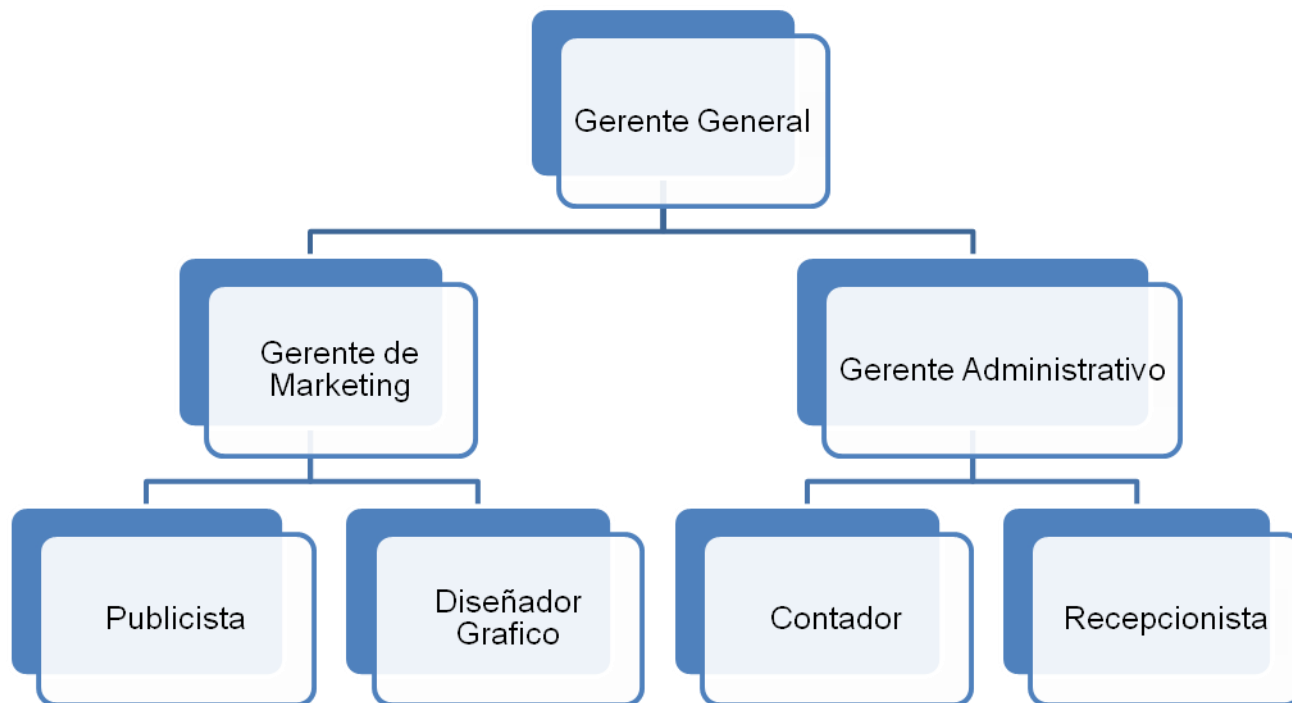 Gerente General
Gerente de
Marketing
Gerente Administrativo
Publicista
Diseñador
Grafico
Contador
Recepcionista